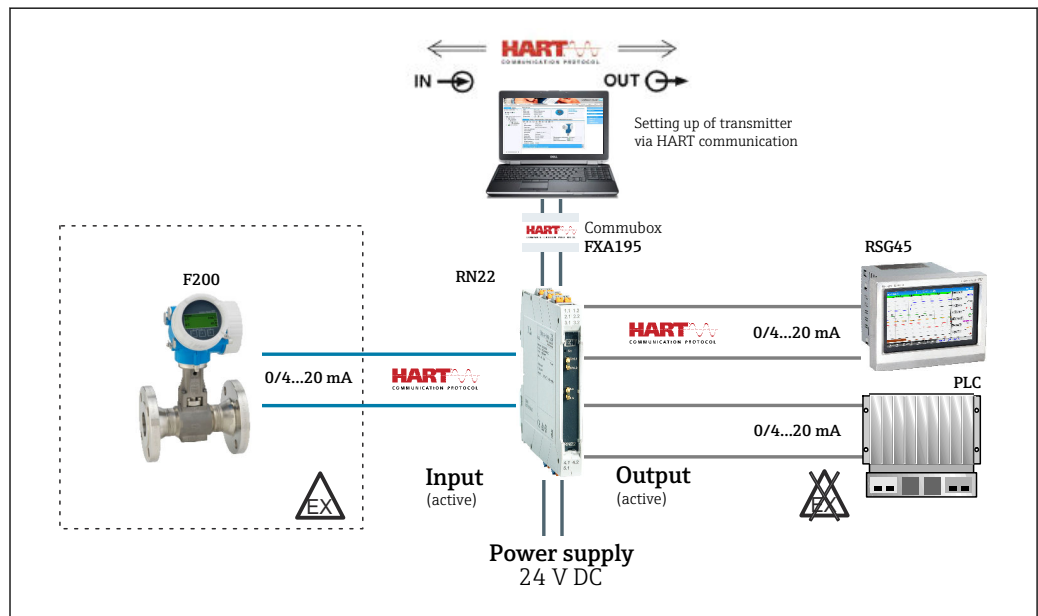 HART
COMMUNICATION PROTOCOL
IN
OUT
Setting up of transmitter
via HART communication
HART
Commubox
FXA195
F200
RN22
RSG45
HART
COMMUNICATION PROTOCOL
0/4...20 mA
0/4...20 mA
HART
COMMUNICATION PROTOCOL
PLC
0/4...20 mA
Input
(active)
Output
(active)
EX
EX
Power supply
24 V DC